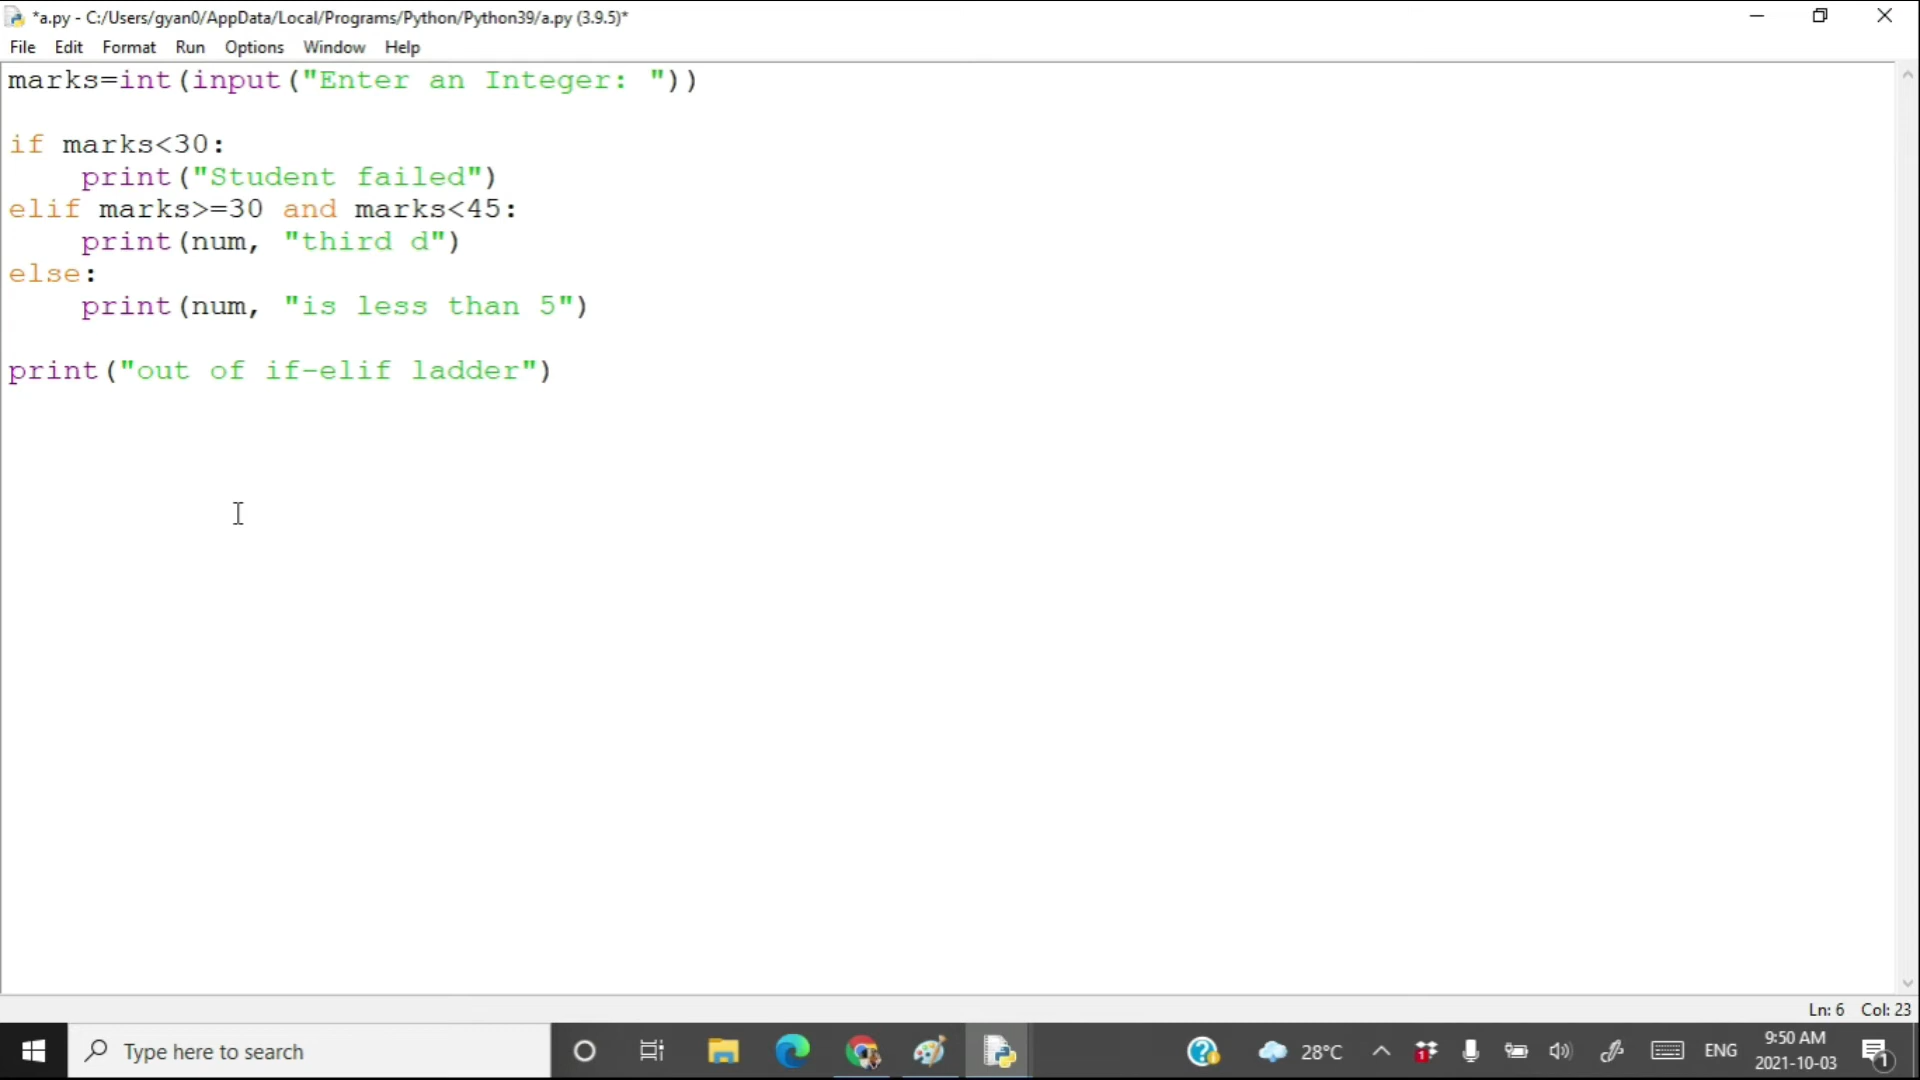 *a.py - C:/Users/gyan0/AppData/Local/Programs/Python/Python39/a.py (3.9.5)*
File Edit Format Run Options Window Help
marks=int(input("Enter an Integer: "))
if marks<30:
    print("Student failed")
elif marks>=30 and marks<45:
    print(num, "third d")
else:
    print(num, "is less than 5")
print("out of if-elif ladder")
Ln: 6 Col: 23
Type here to search
28°C
ENG
9:50 AM
2021-10-03
1